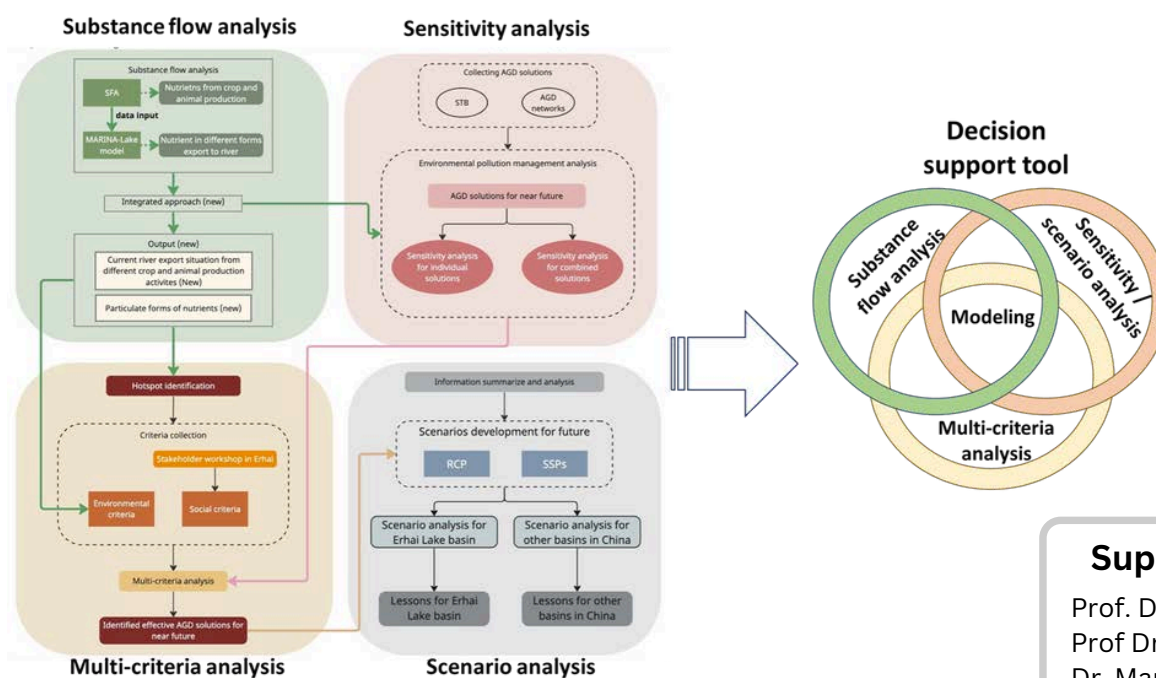 Substance flow analysis
Substance flow analysis
SFA
Nutrietns from crop and
animal production
data input
MARINA-Lake
model
Nutrient in different forms
export to river
Integrated approach (new)
Output (new)
Current river export situation from
different crop and animal production
activites (New)
Particulate forms of nutrients (new)
Sensitivity analysis
Collecting AGD solutions
STB
AGD
networks
Environmental pollution management analysis
AGD solutions for near future
Sensitivity analysis
for individual
solutions
Sensitivity analysis
for combined
solutions
Hotspot identification
Criteria collection
Stakeholder workshop in Erhai
Environmental
criteria
Social criteria
Multi-criteria analysis
Identified effective AGD solutions for
near future
Multi-criteria analysis
Information summarize and analysis
Scenarios development for future
RCP
SSPs
Scenario analysis for
Erhai Lake basin
Scenario analysis for
other basins in China
Lessons for Erhai
Lake basin
Lessons for other
basins in China
Scenario analysis
Decision
support tool
Substance
flow analysis
Sensitivity/
scenario analysis
Modeling
Multi-criteria
analysis
Sup
Prof. D
Prof Dr
Dr. Mar